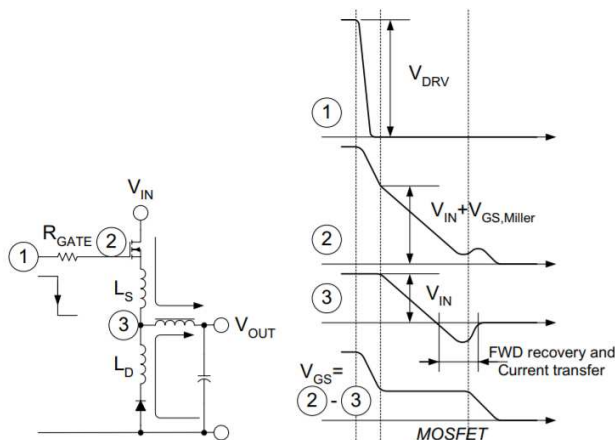 V_IN
R_GATE
1
2
L_S
3
V_OUT
L_D
1
V_DRV
2
V_IN+V_GS,Miller
3
V_IN
FWD recovery and
Current transfer
V_GS=
2 - 3
MOSFET